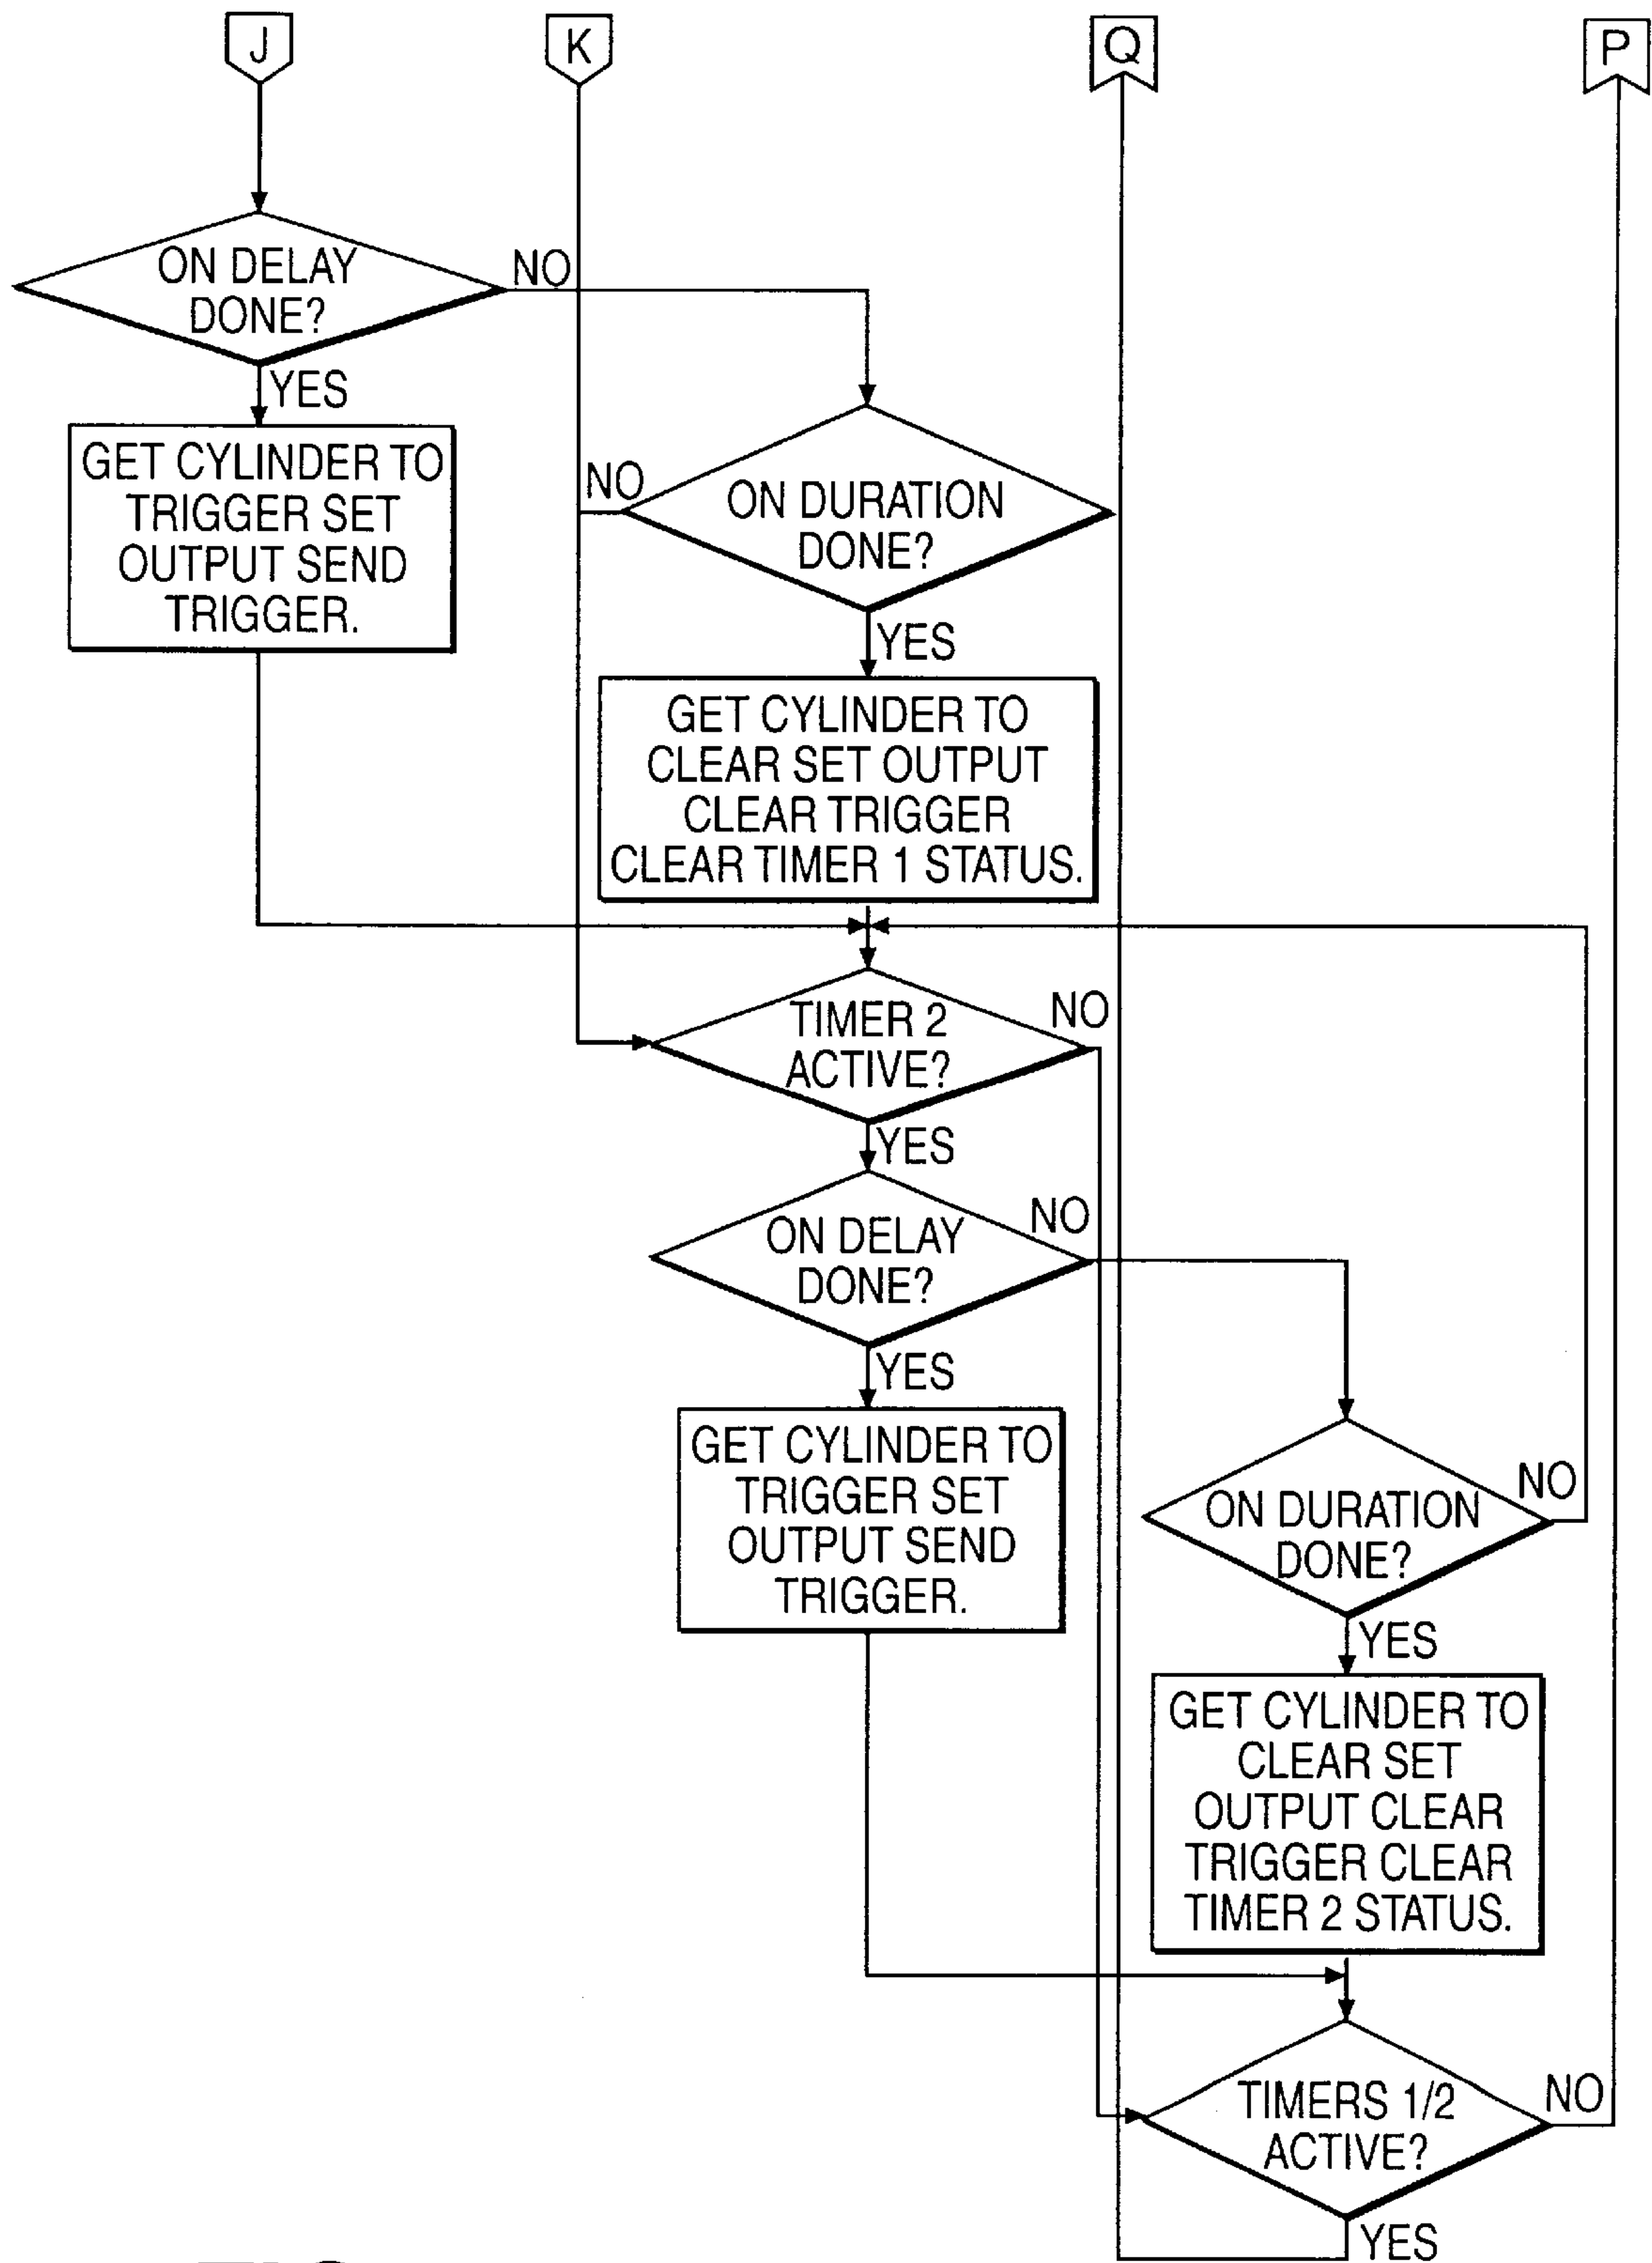 J
K
Q
P
ON DELAY
DONE?
NO
YES
GET CYLINDER TO
TRIGGER SET
OUTPUT SEND
TRIGGER.
NO
ON DURATION
DONE?
YES
GET CYLINDER TO
CLEAR SET OUTPUT
CLEAR TRIGGER
CLEAR TIMER 1 STATUS.
TIMER 2
ACTIVE?
NO
YES
ON DELAY
DONE?
NO
YES
GET CYLINDER TO
TRIGGER SET
OUTPUT SEND
TRIGGER.
ON DURATION
DONE?
NO
YES
GET CYLINDER TO
CLEAR SET
OUTPUT CLEAR
TRIGGER CLEAR
TIMER 2 STATUS.
TIMERS 1/2
ACTIVE?
NO
YES